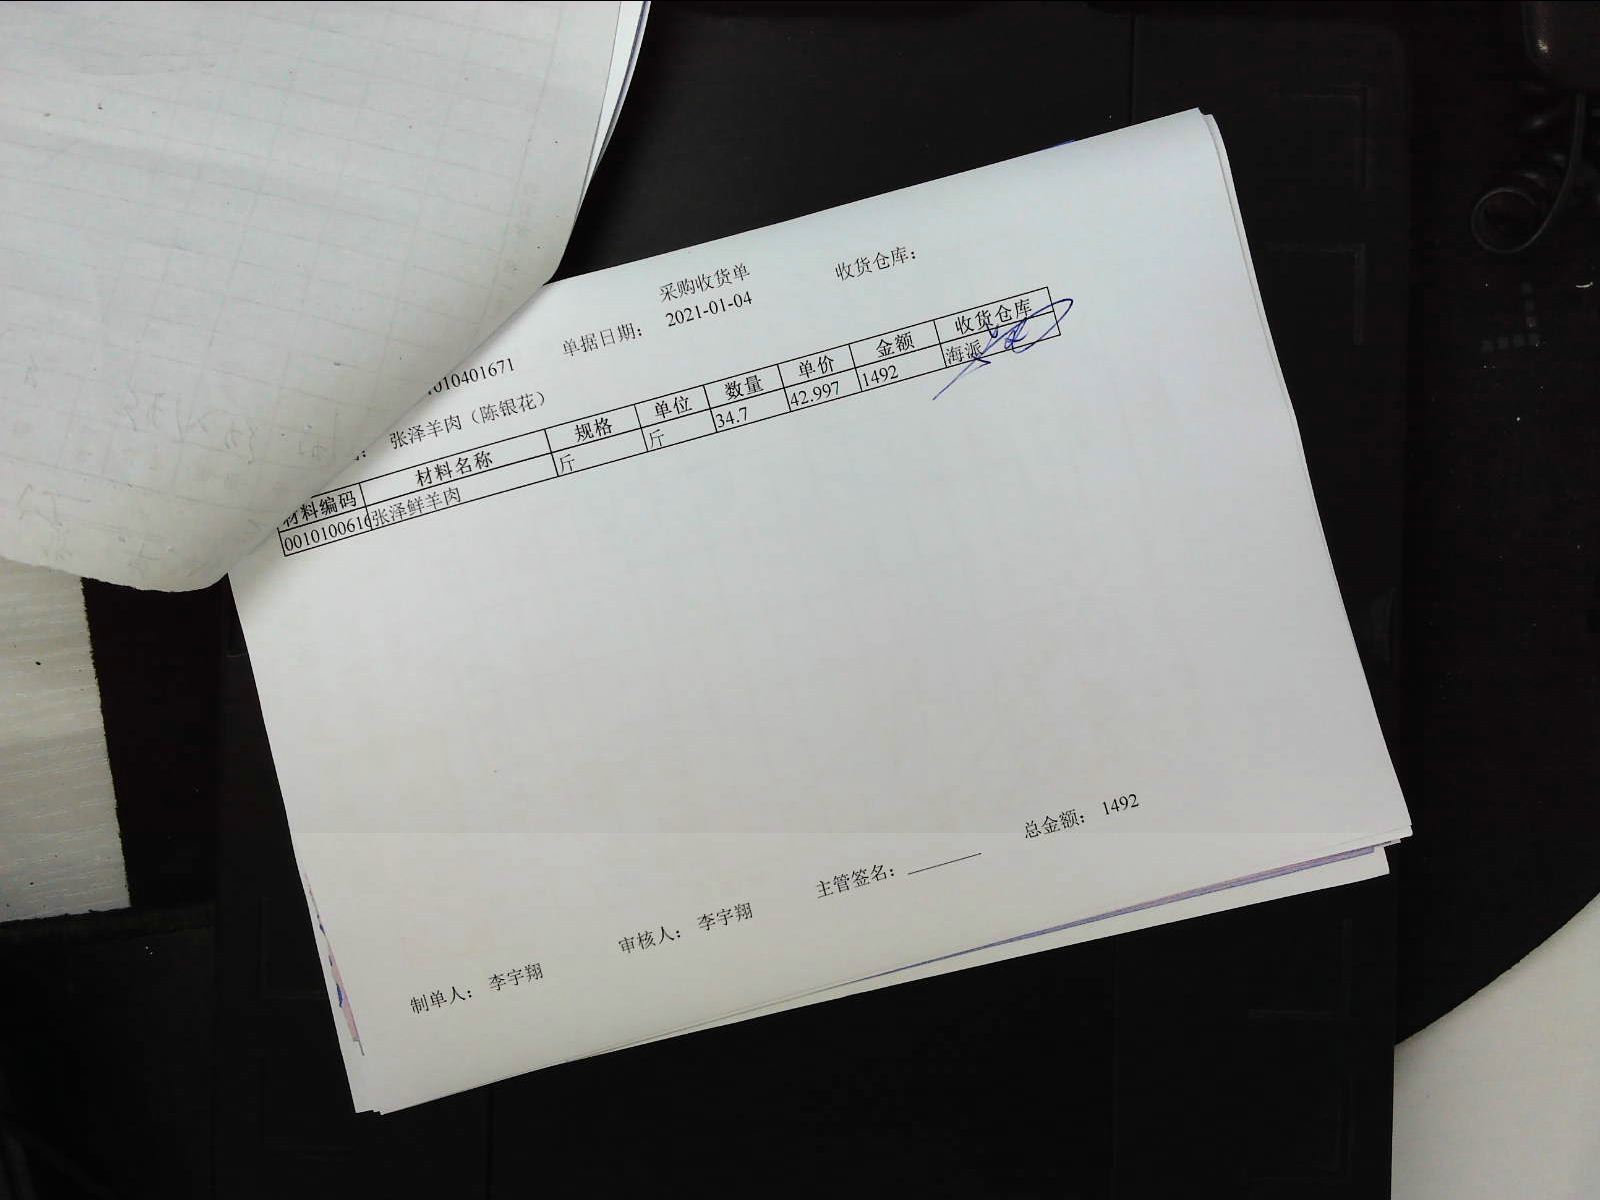 采购收货单 收货仓库：
单据日期： 2021-01-04
10401671
张泽羊肉（陈银花）
材料编码 材料名称 规格 单位 数量 单价 金额 收货仓库
0010100610 张泽鲜羊肉 斤 斤 34.7 42.997 1492 海派
总金额： 1492
制单人： 李宇翔 审核人： 李宇翔 主管签名：